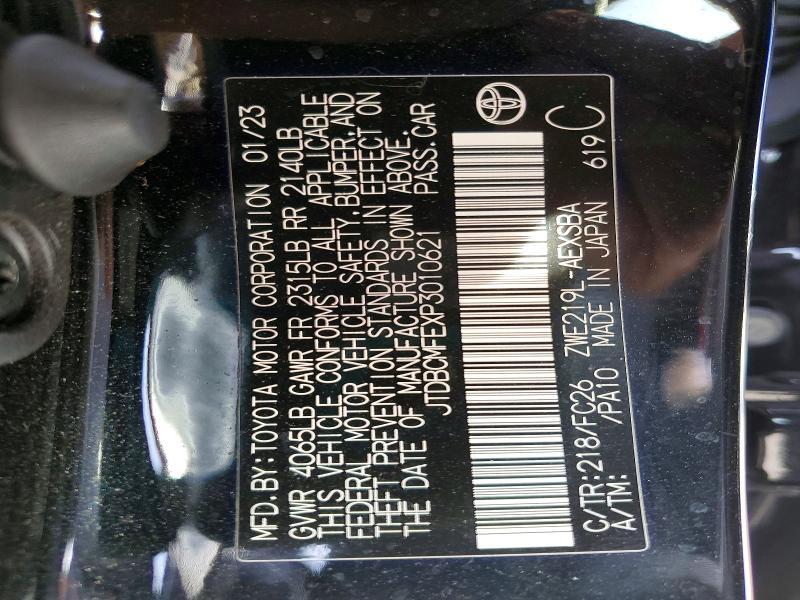 MFD.BY:TOYOTA MOTOR CORPORATION 01/23
GVWR 4065LB GAWR FR 2315LB RR 2140LB
THIS VEHICLE CONFORMS TO ALL APPLICABLE
FEDERAL MOTOR VEHICLE SAFETY,BUMPER,AND
THEFT PREVENTION STANDARDS IN EFFECT ON
THE DATE OF MANUFACTURE SHOWN ABOVE.
JTDBCMFEXP3010621 PASS.CAR
C/TR:218/FC26 ZWE219L-AEXSBA
A/TM: /PA10 MADE IN JAPAN 619 C